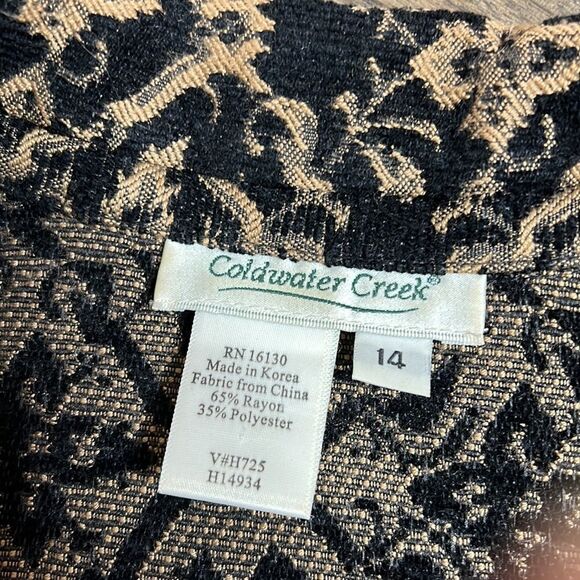 Coldwater Creek®
14
RN 16130
Made in Korea
Fabric from China
65% Rayon
35% Polyester
V#H725
H14934